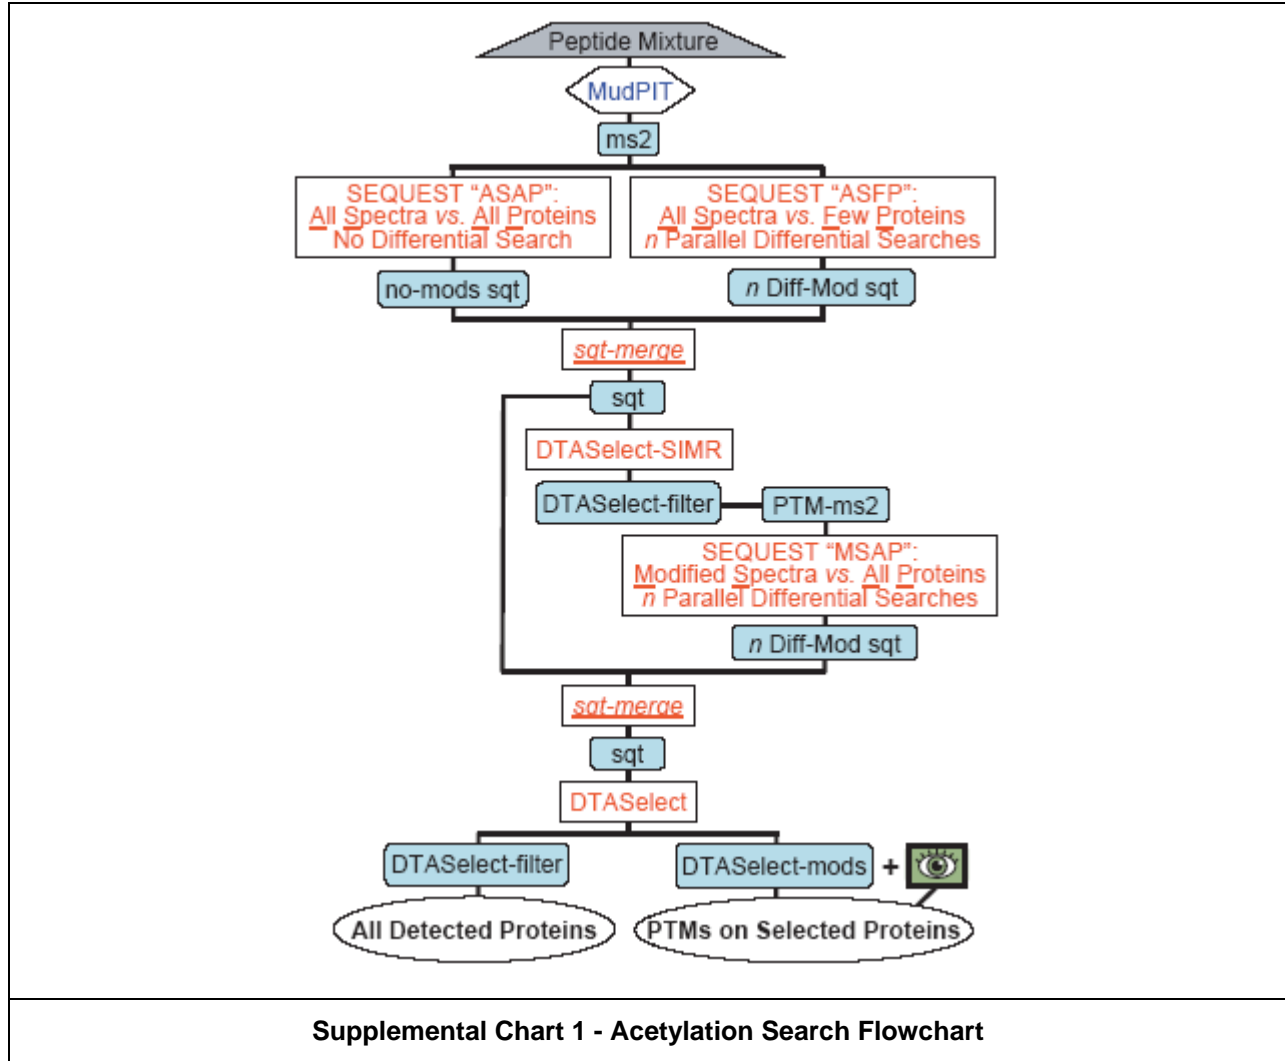 Peptide Mixture
MudPIT
ms2
SEQUEST “ASAP”:
All Spectra vs. All Proteins
No Differential Search
SEQUEST “ASFP”:
All Spectra vs. Few Proteins
n Parallel Differential Searches
no-mods sqt
n Diff-Mod sqt
sqt-merge
sqt
DTASelect-SIMR
DTASelect-filter
PTM-ms2
SEQUEST “MSAP”:
Modified Spectra vs. All Proteins
n Parallel Differential Searches
n Diff-Mod sqt
sqt-merge
sqt
DTASelect
DTASelect-filter
DTASelect-mods +
All Detected Proteins
PTMs on Selected Proteins
Supplemental Chart 1 - Acetylation Search Flowchart